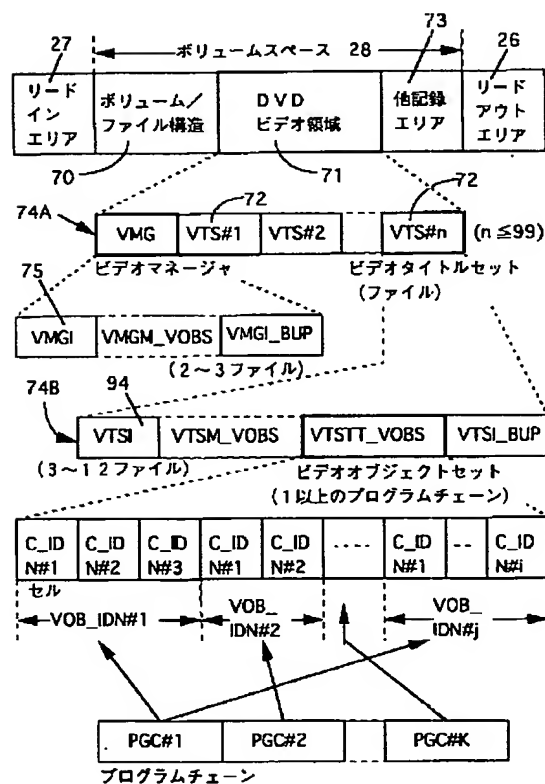 27
ボリュームスペース 28
73
26
リード
イン
エリア
ボリューム/
ファイル構造
DVD
ビデオ領域
他記録
エリア
リード
アウト
エリア
70
71
72
72
74A
VMG
VTS#1
VTS#2
VTS#n
(n≦99)
ビデオマネージャ
ビデオタイトルセット
(ファイル)
75
VMGI
VMGM_VOBS
VMGI_BUP
(2~3ファイル)
74B
94
VTSI
VTSM_VOBS
VTSTT_VOBS
VTSI_BUP
(3~12ファイル)
ビデオオブジェクトセット
(1以上のプログラムチェーン)
C_ID
N#1
C_ID
N#2
C_ID
N#3
C_ID
N#1
C_ID
N#2
-----
C_ID
N#1
--
C_ID
N#i
セル
VOB_IDN#1
VOB_
IDN#2
VOB_
IDN#j
PGC#1
PGC#2
PGC#K
プログラムチェーン